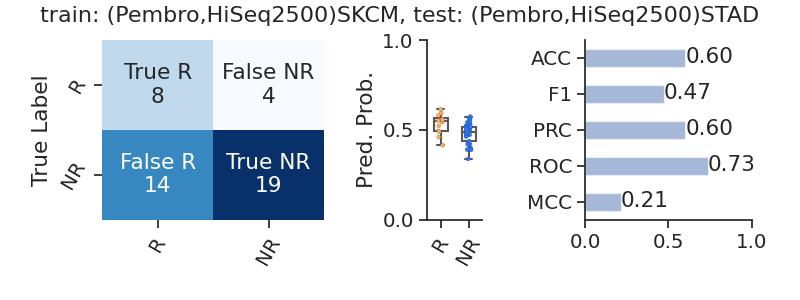 train: (Pembro,HiSeq2500)SKCM, test: (Pembro,HiSeq2500)STAD
True Label
R
NR
True R
8
False NR
4
False R
14
True NR
19
R
NR
Pred. Prob.
1.0
0.5
0.0
R
NR
ACC
0.60
F1
0.47
PRC
0.60
ROC
0.73
MCC
0.21
0.0
0.5
1.0